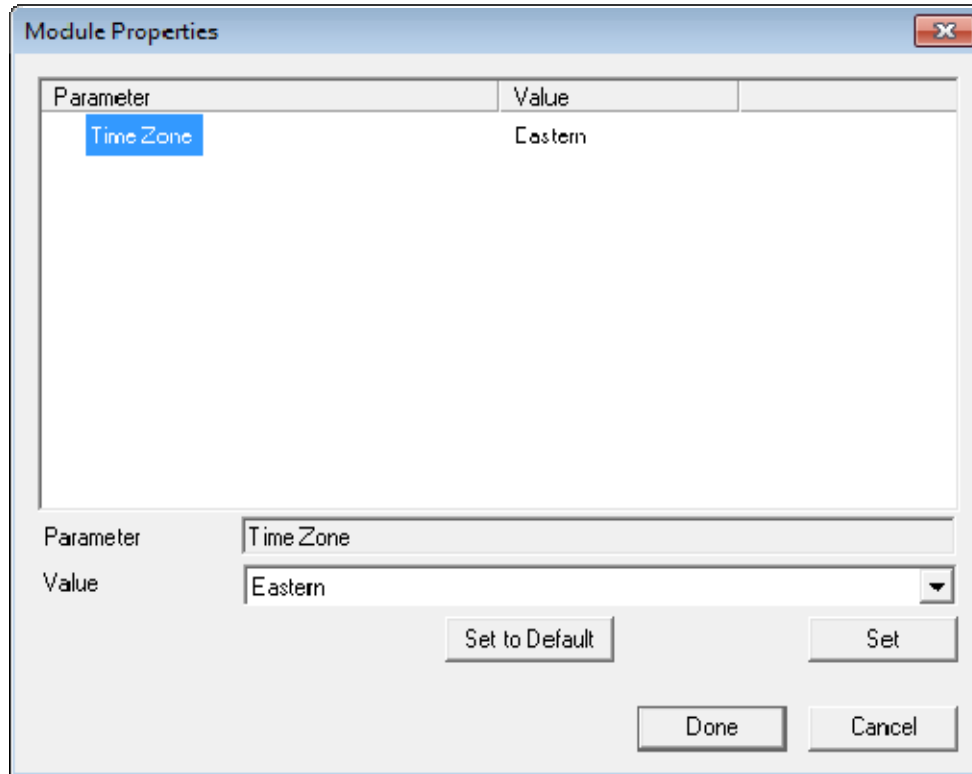 Module Properties
Parameter Value
Time Zone Eastern
Parameter Time Zone
Value Eastern
Set to Default Set
Done Cancel